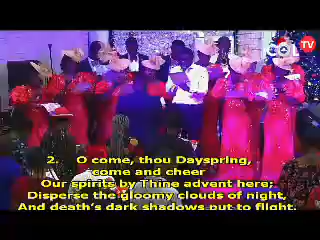 TV
2. O come, thou Dayspring,
come and cheer
Our spirits by Thine advent here;
Disperse the gloomy clouds of night,
And death's dark shadows put to flight.